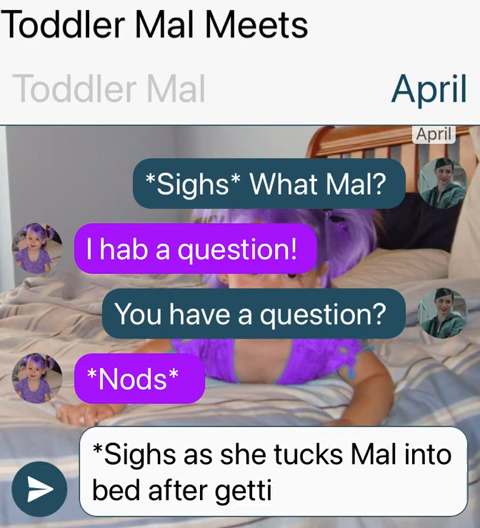 Toddler Mal Meets
Toddler Mal
April
April
*Sighs* What Mal?
I hab a question!
You have a question?
*Nods*
*Sighs as she tucks Mal into
bed after getti